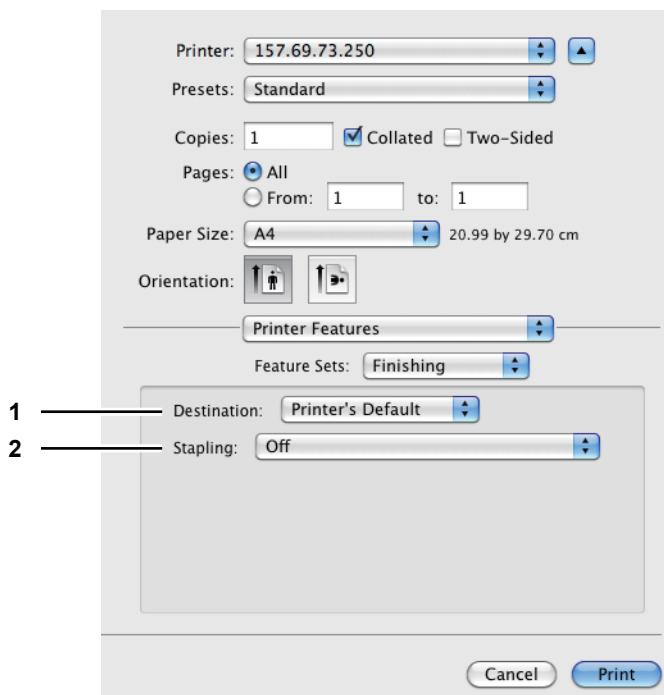 Printer: 157.69.73.250
Presets: Standard
Copies: 1 Collated Two-Sided
Pages: All
From: 1 to: 1
Paper Size: A4 20.99 by 29.70 cm
Orientation:
Printer Features
Feature Sets: Finishing
1 Destination: Printer's Default
2 Stapling: Off
Cancel Print